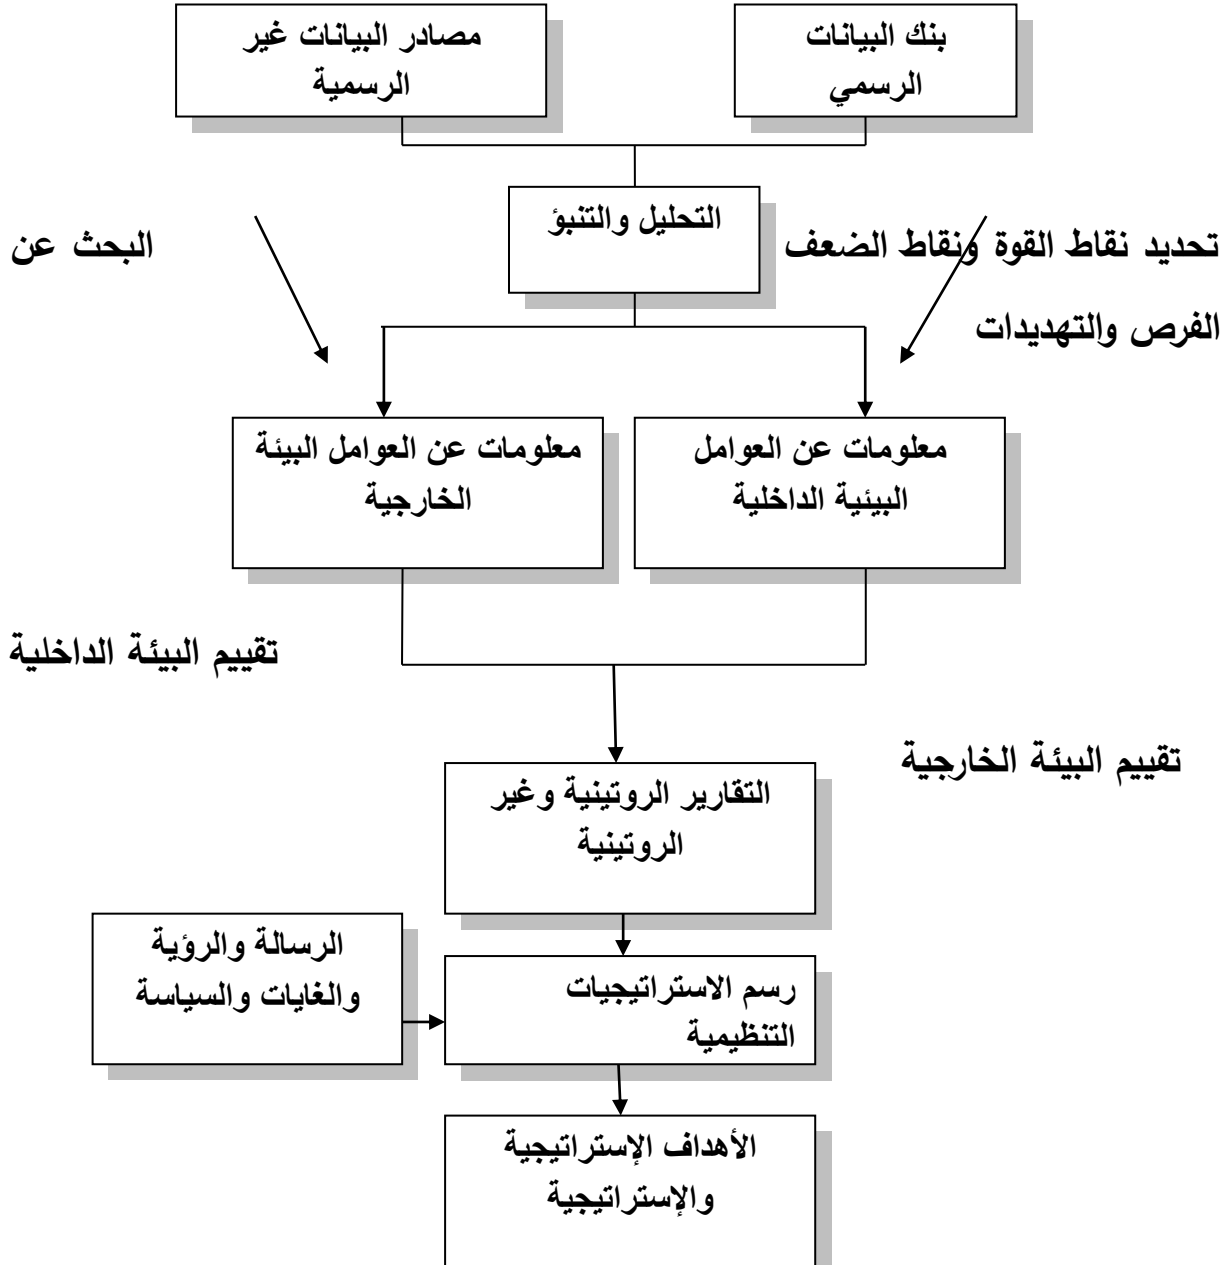 بنك البيانات
الرسمي
مصادر البيانات غير
الرسمية
التحليل والتنبؤ
تحديد نقاط القوة ونقاط الضعف
البحث عن
الفرص والتهديدات
معلومات عن العوامل
البيئية الداخلية
معلومات عن العوامل البيئة
الخارجية
تقييم البيئة الداخلية
تقييم البيئة الخارجية
التقارير الروتينية وغير
الروتينية
الرسالة والرؤية
والغايات والسياسة
رسم الاستراتيجيات
التنظيمية
الأهداف الإستراتيجية
والإستراتيجية